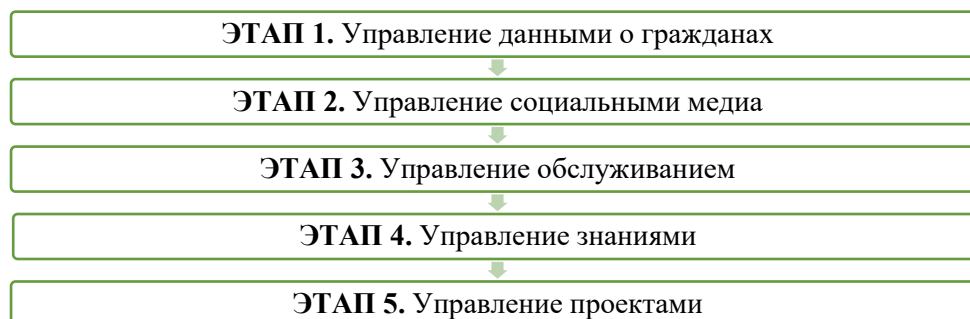 ЭТАП 1. Управление данными о гражданах
ЭТАП 2. Управление социальными медиа
ЭТАП 3. Управление обслуживанием
ЭТАП 4. Управление знаниями
ЭТАП 5. Управление проектами